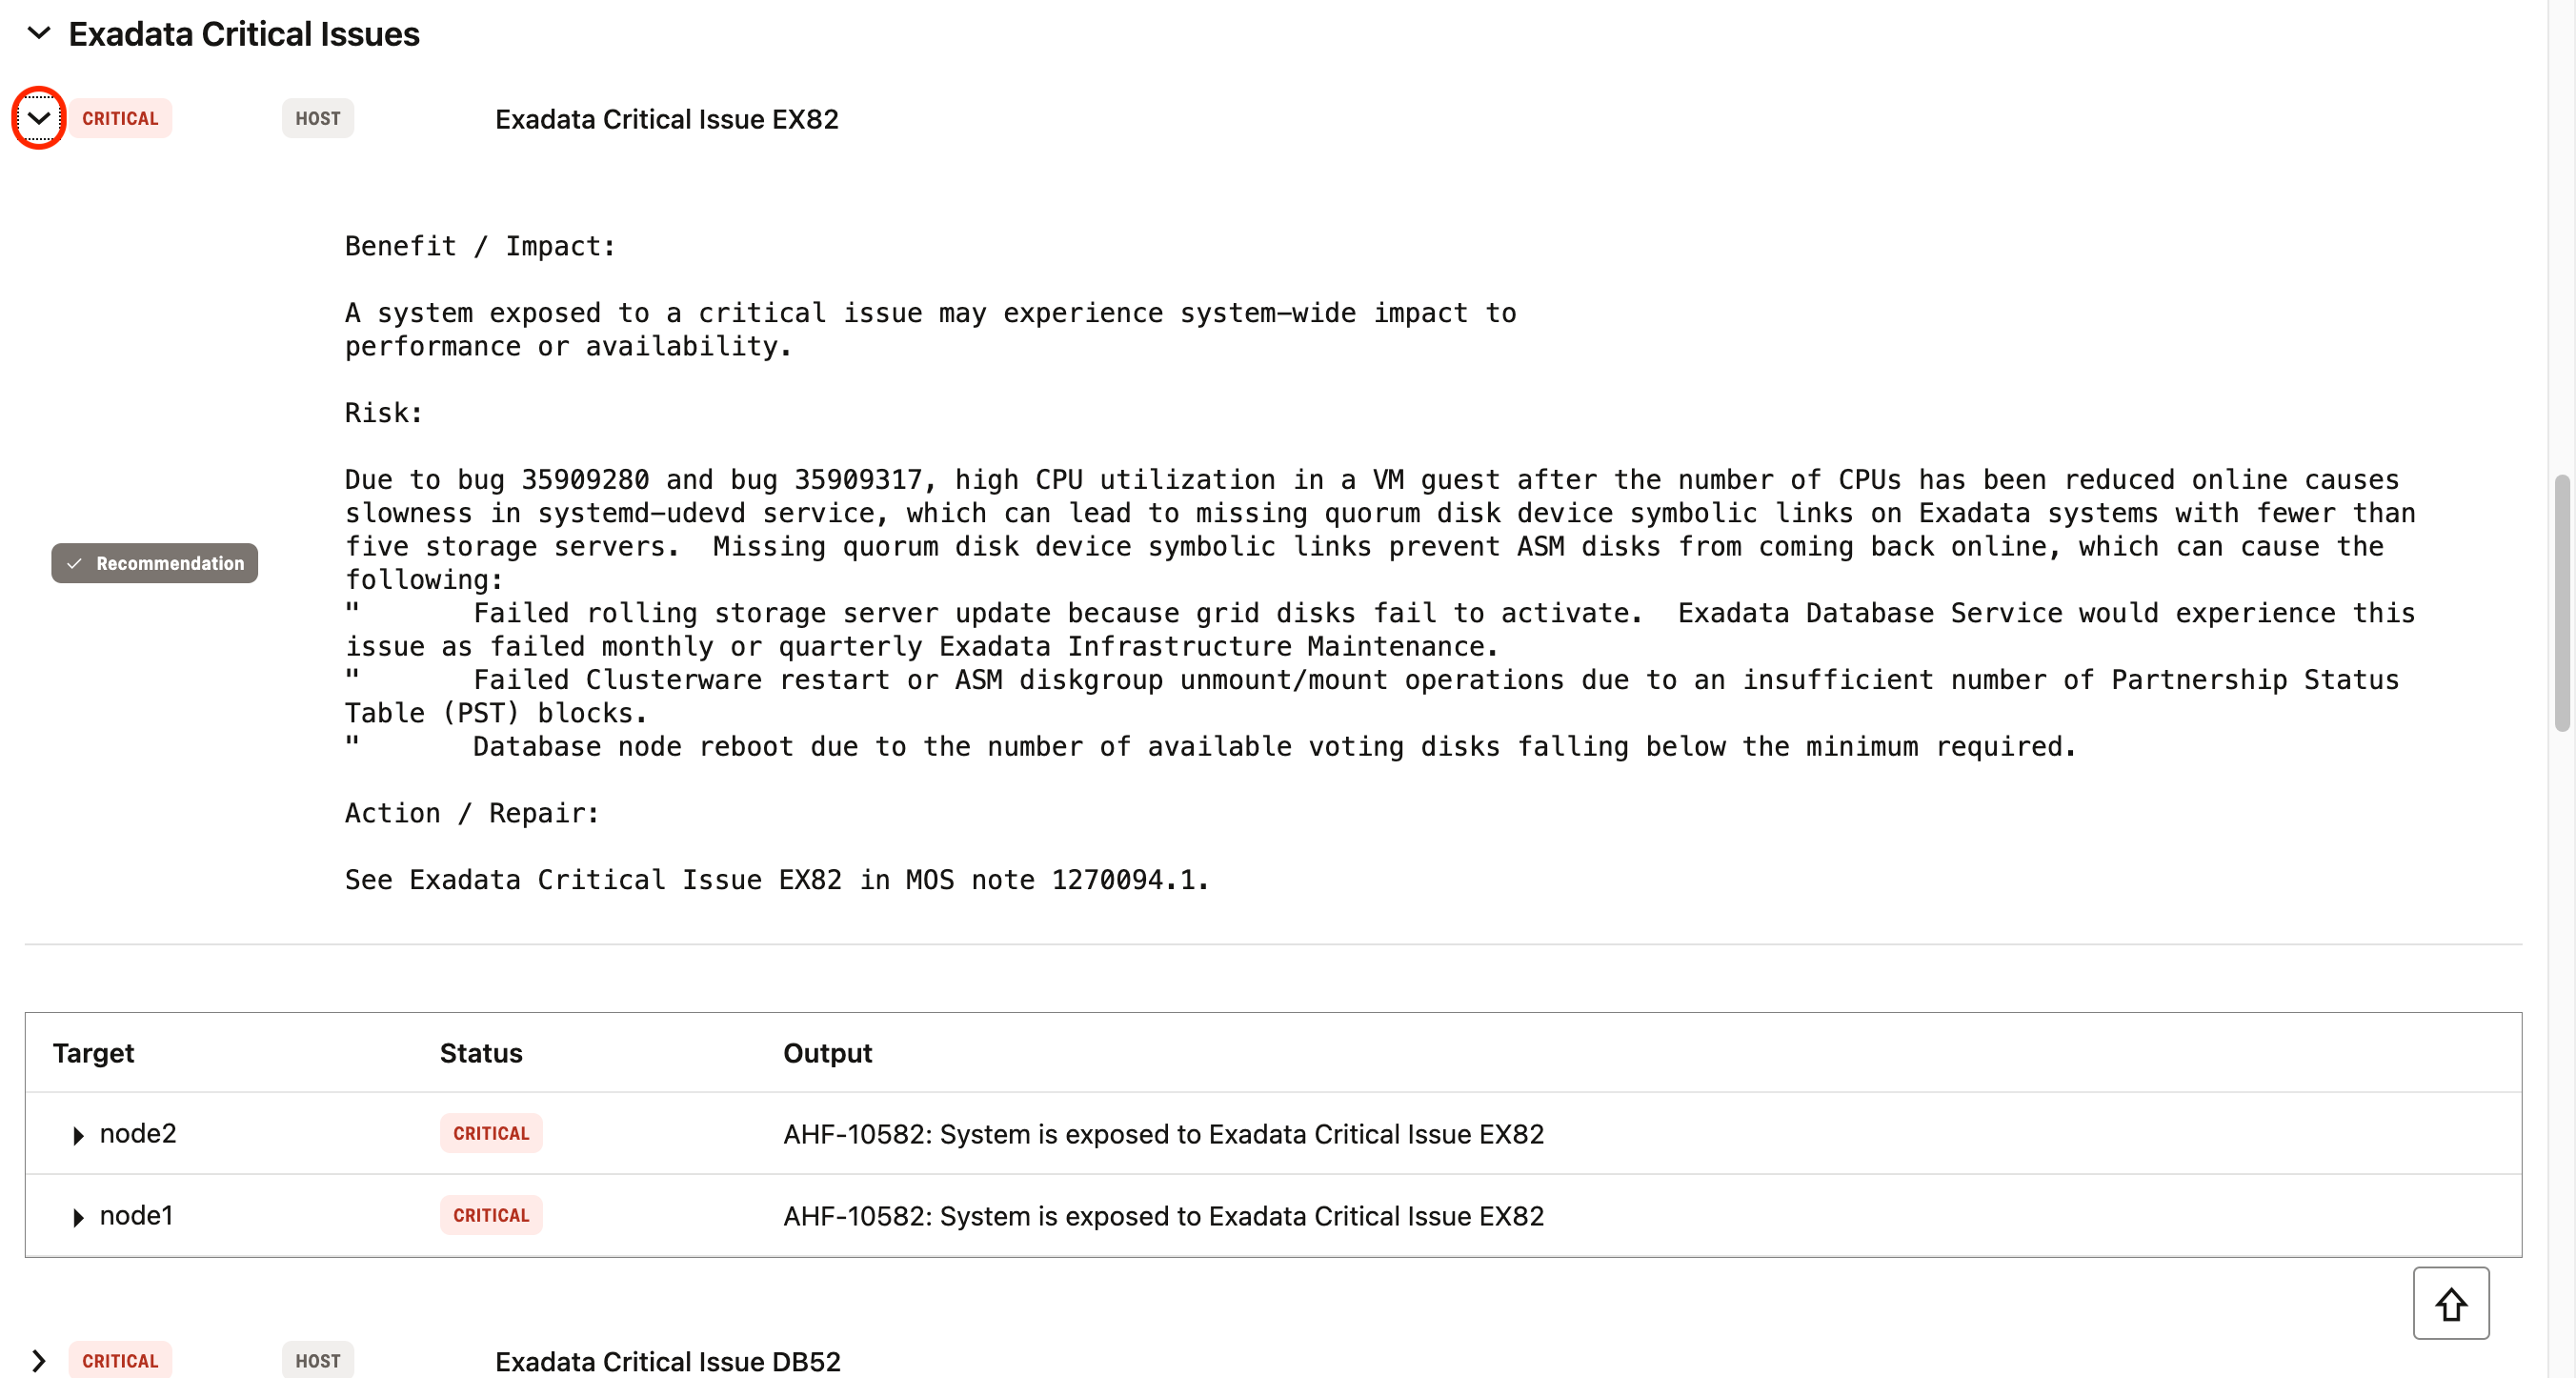 Exadata Critical Issues
CRITICAL HOST Exadata Critical Issue EX82
Benefit / Impact:
A system exposed to a critical issue may experience system-wide impact to
performance or availability.
Risk:
Due to bug 35909280 and bug 35909317, high CPU utilization in a VM guest after the number of CPUs has been reduced online causes
slowness in systemd-udevd service, which can lead to missing quorum disk device symbolic links on Exadata systems with fewer than
five storage servers.  Missing quorum disk device symbolic links prevent ASM disks from coming back online, which can cause the
Recommendation
following:
"       Failed rolling storage server update because grid disks fail to activate.  Exadata Database Service would experience this
issue as failed monthly or quarterly Exadata Infrastructure Maintenance.
"       Failed Clusterware restart or ASM diskgroup unmount/mount operations due to an insufficient number of Partnership Status
Table (PST) blocks.
"       Database node reboot due to the number of available voting disks falling below the minimum required.
Action / Repair:
See Exadata Critical Issue EX82 in MOS note 1270094.1.
Target Status Output
node2 CRITICAL AHF-10582: System is exposed to Exadata Critical Issue EX82
node1 CRITICAL AHF-10582: System is exposed to Exadata Critical Issue EX82
CRITICAL HOST Exadata Critical Issue DB52